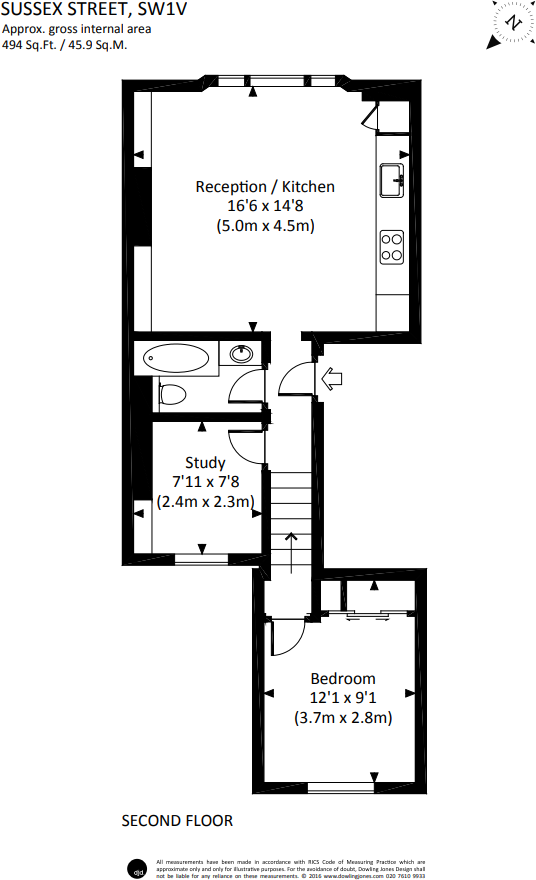 SUSSEX STREET, SW1V
Approx. gross internal area
494 Sq.Ft. / 45.9 Sq.M.
N
Reception / Kitchen
16'6 x 14'8
(5.0m x 4.5m)
Study
7'11 x 7'8
(2.4m x 2.3m)
Bedroom
12'1 x 9'1
(3.7m x 2.8m)
SECOND FLOOR
djd
All measurements have been made in accordance with RICS Code of Measuring Practice which are
approximate only and only for illustrative purposes. For the avoidance of doubt, Dowling Jones Design shall
not be liable for any reliance on these measurements. © 2016 www.dowlingjones.com 020 7610 9933